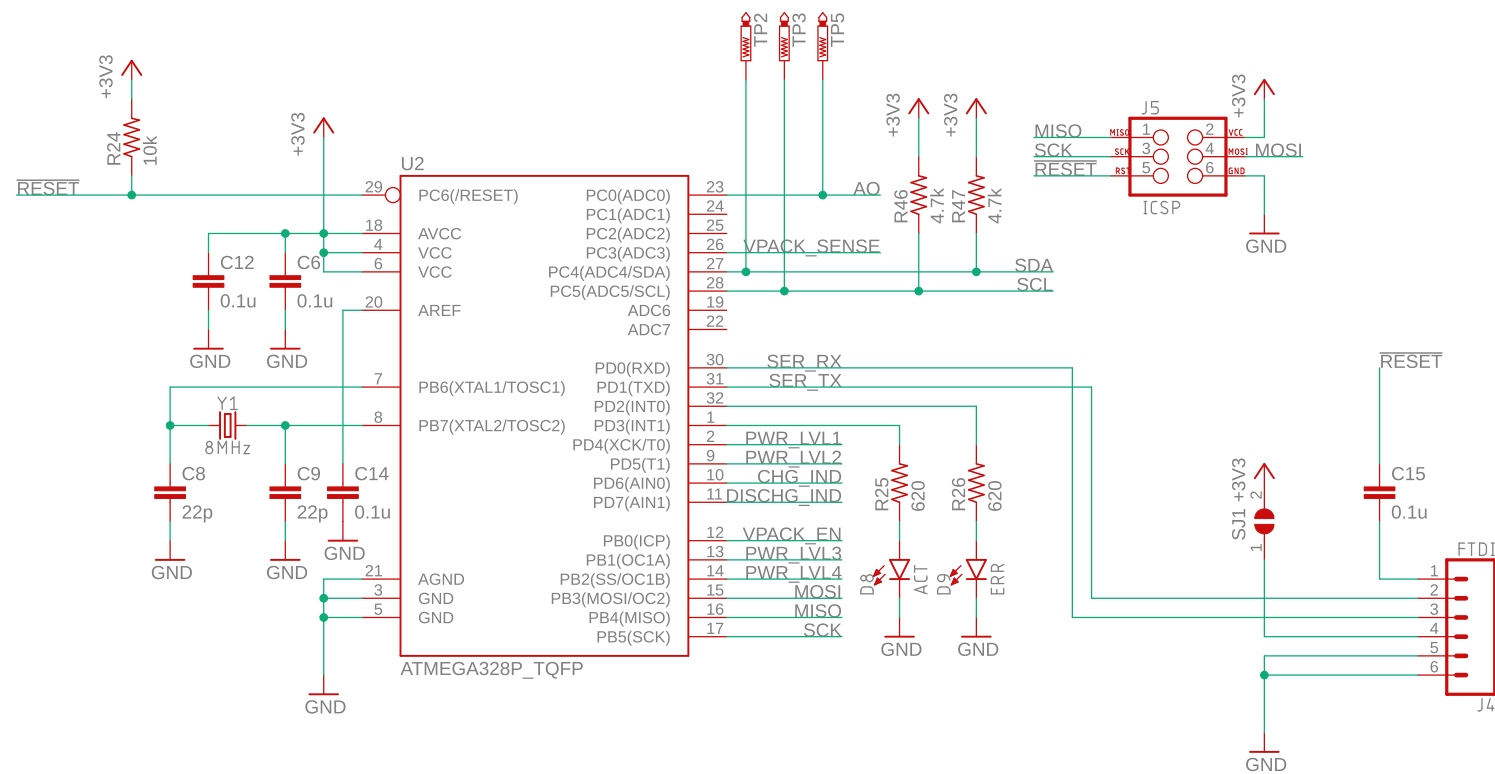 TP2
TP3
TP5
+3V3
R24
10k
RESET
+3V3
+3V3
+3V3
R46
4.7k
R47
4.7k
J5
+3V3
MISO MISO 1 2 VCC
SCK SCK 3 4 MOSI MOSI
RESET RST 5 6 GND
ICSP
GND
U2
29 PC6(/RESET)
18 AVCC
4 VCC
6 VCC
20 AREF
7 PB6(XTAL1/TOSC1)
8 PB7(XTAL2/TOSC2)
21 AGND
3 GND
5 GND
PC0(ADC0) 23 AO
PC1(ADC1) 24
PC2(ADC2) 25
PC3(ADC3) 26 VPACK_SENSE
PC4(ADC4/SDA) 27 SDA
PC5(ADC5/SCL) 28 SCL
ADC6 19
ADC7 22
PD0(RXD) 30 SER_RX
PD1(TXD) 31 SER_TX
PD2(INT0) 32
PD3(INT1) 1
PD4(XCK/T0) 2 PWR_LVL1
PD5(T1) 9 PWR_LVL2
PD6(AIN0) 10 CHG_IND
PD7(AIN1) 11 DISCHG_IND
PB0(ICP) 12 VPACK_EN
PB1(OC1A) 13 PWR_LVL3
PB2(SS/OC1B) 14 PWR_LVL4
PB3(MOSI/OC2) 15 MOSI
PB4(MISO) 16 MISO
PB5(SCK) 17 SCK
ATMEGA328P_TQFP
C12
0.1u
GND
C6
0.1u
GND
Y1
8MHz
C8
22p
GND
C9
22p
GND
C14
0.1u
GND
GND
R25
620
D8
ACT
GND
R26
620
D9
ERR
GND
RESET
C15
0.1u
+3V3
SJ1
2
1
FTDI
1
2
3
4
5
6
J4
GND